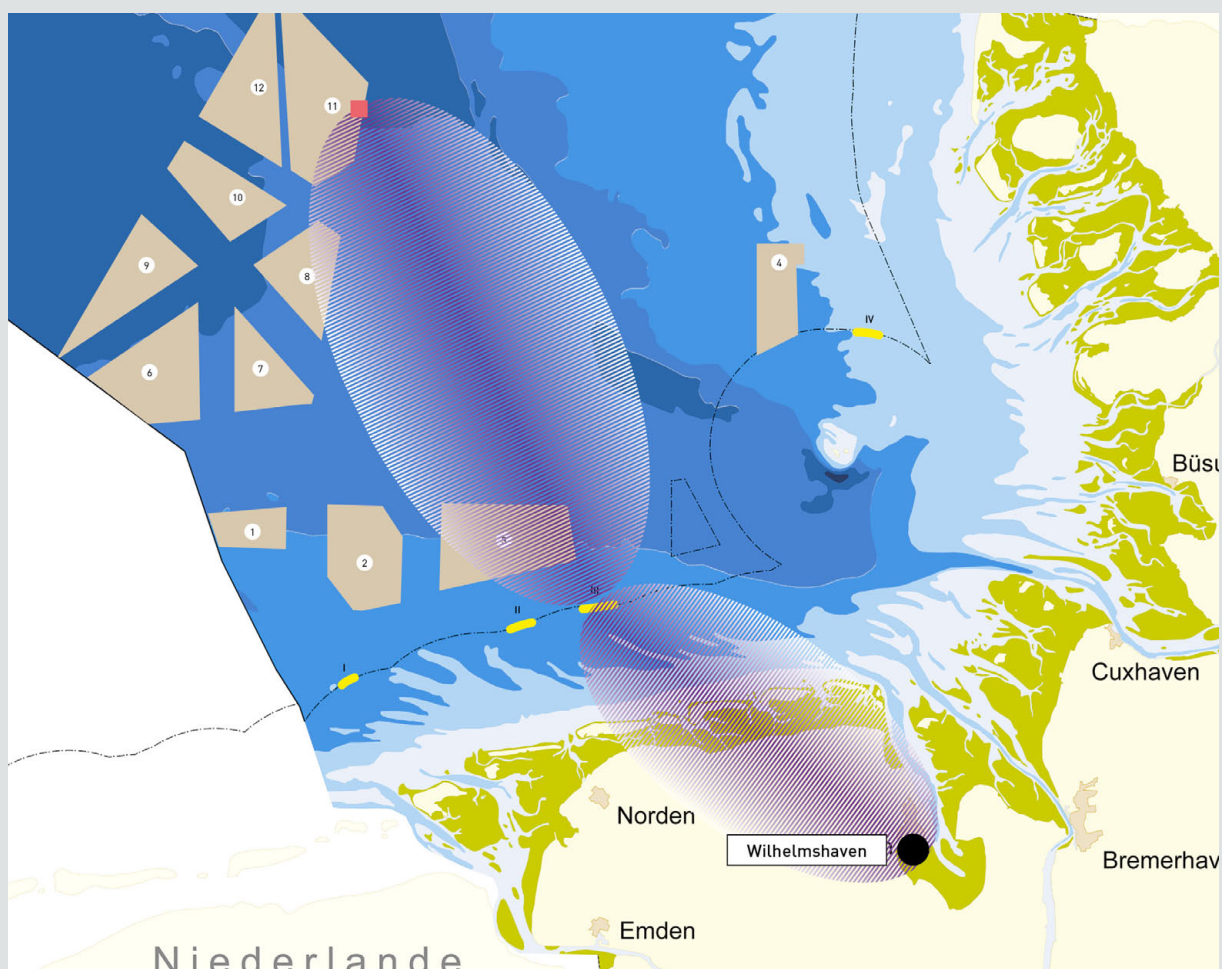 12
11
10
9
8
4
IV
6
7
Büsu
1
2
3
III
II
I
Cuxhaven
Norden
Wilhelmshaven
Bremerhav
Emden
Niederlande